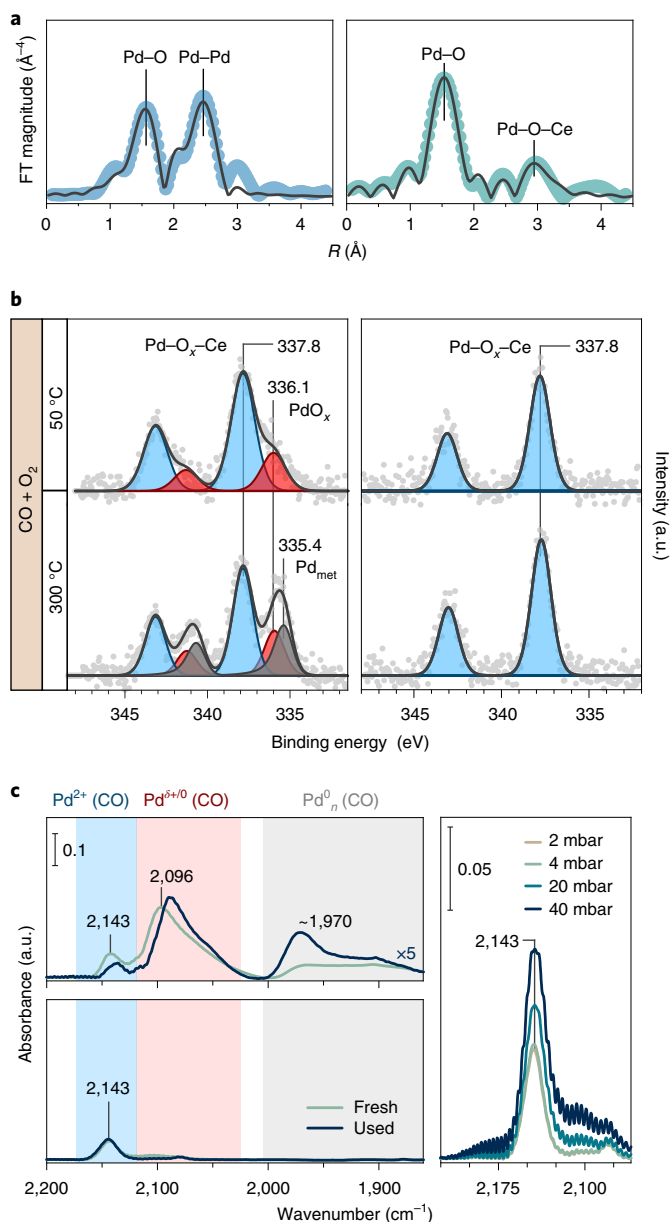 a
Pd–O
Pd–Pd
Pd–O
Pd–O–Ce
FT magnitude (Å⁻⁴)
0 1 2 3 4 0 1 2 3 4
R (Å)
b
CO + O₂
50 °C
300 °C
Pd–Oₓ–Ce
337.8
336.1
PdOₓ
335.4
Pd_met
Pd–Oₓ–Ce
337.8
Intensity (a.u.)
345 340 335 345 340 335
Binding energy (eV)
c
Pd²⁺ (CO) Pd^δ+/0 (CO) Pd⁰ₙ (CO)
0.1
2,143
2,096
~1,970
×5
2,143
Fresh
Used
Absorbance (a.u.)
2,200 2,100 2,000 1,900
0.05
2 mbar
4 mbar
20 mbar
40 mbar
2,143
2,175 2,100
Wavenumber (cm⁻¹)